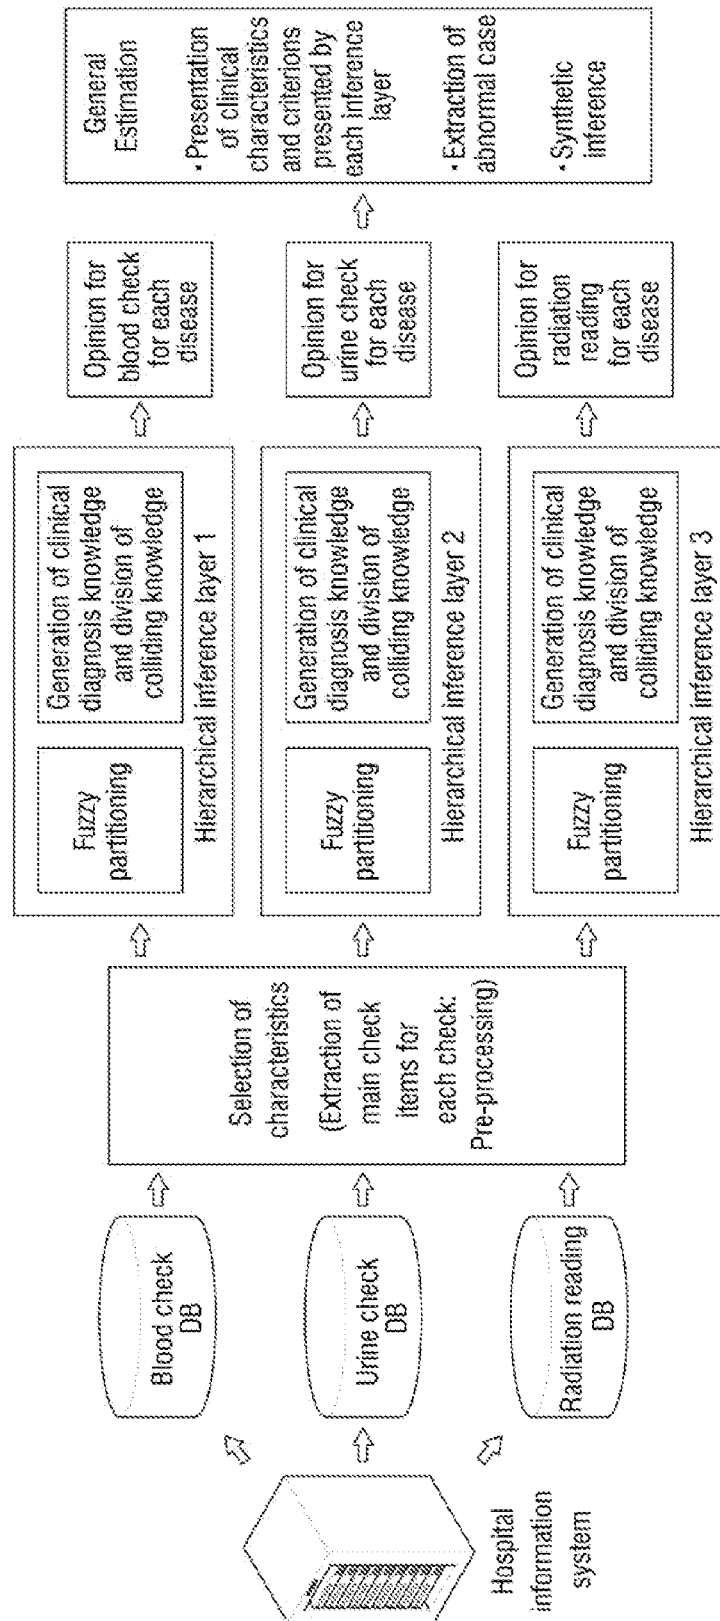 Hospital
information
system
Blood check
DB
Urine check
DB
Radiation reading
DB
Selection of
characteristics
(Extraction of
main check
items for
each check:
Pre-processing)
Fuzzy
partitioning
Generation of clinical
diagnosis knowledge
and division of
colliding knowledge
Hierarchical inference layer 1
Fuzzy
partitioning
Generation of clinical
diagnosis knowledge
and division of
colliding knowledge
Hierarchical inference layer 2
Fuzzy
partitioning
Generation of clinical
diagnosis knowledge
and division of
colliding knowledge
Hierarchical inference layer 3
Opinion for
blood check
for each
disease
Opinion for
urine check
for each
disease
Opinion for
radiation
reading
for each
disease
General
Estimation
• Presentation
of clinical
characteristics
and criterions
presented by
each inference
layer
• Extraction of
abnormal case
• Synthetic
inference